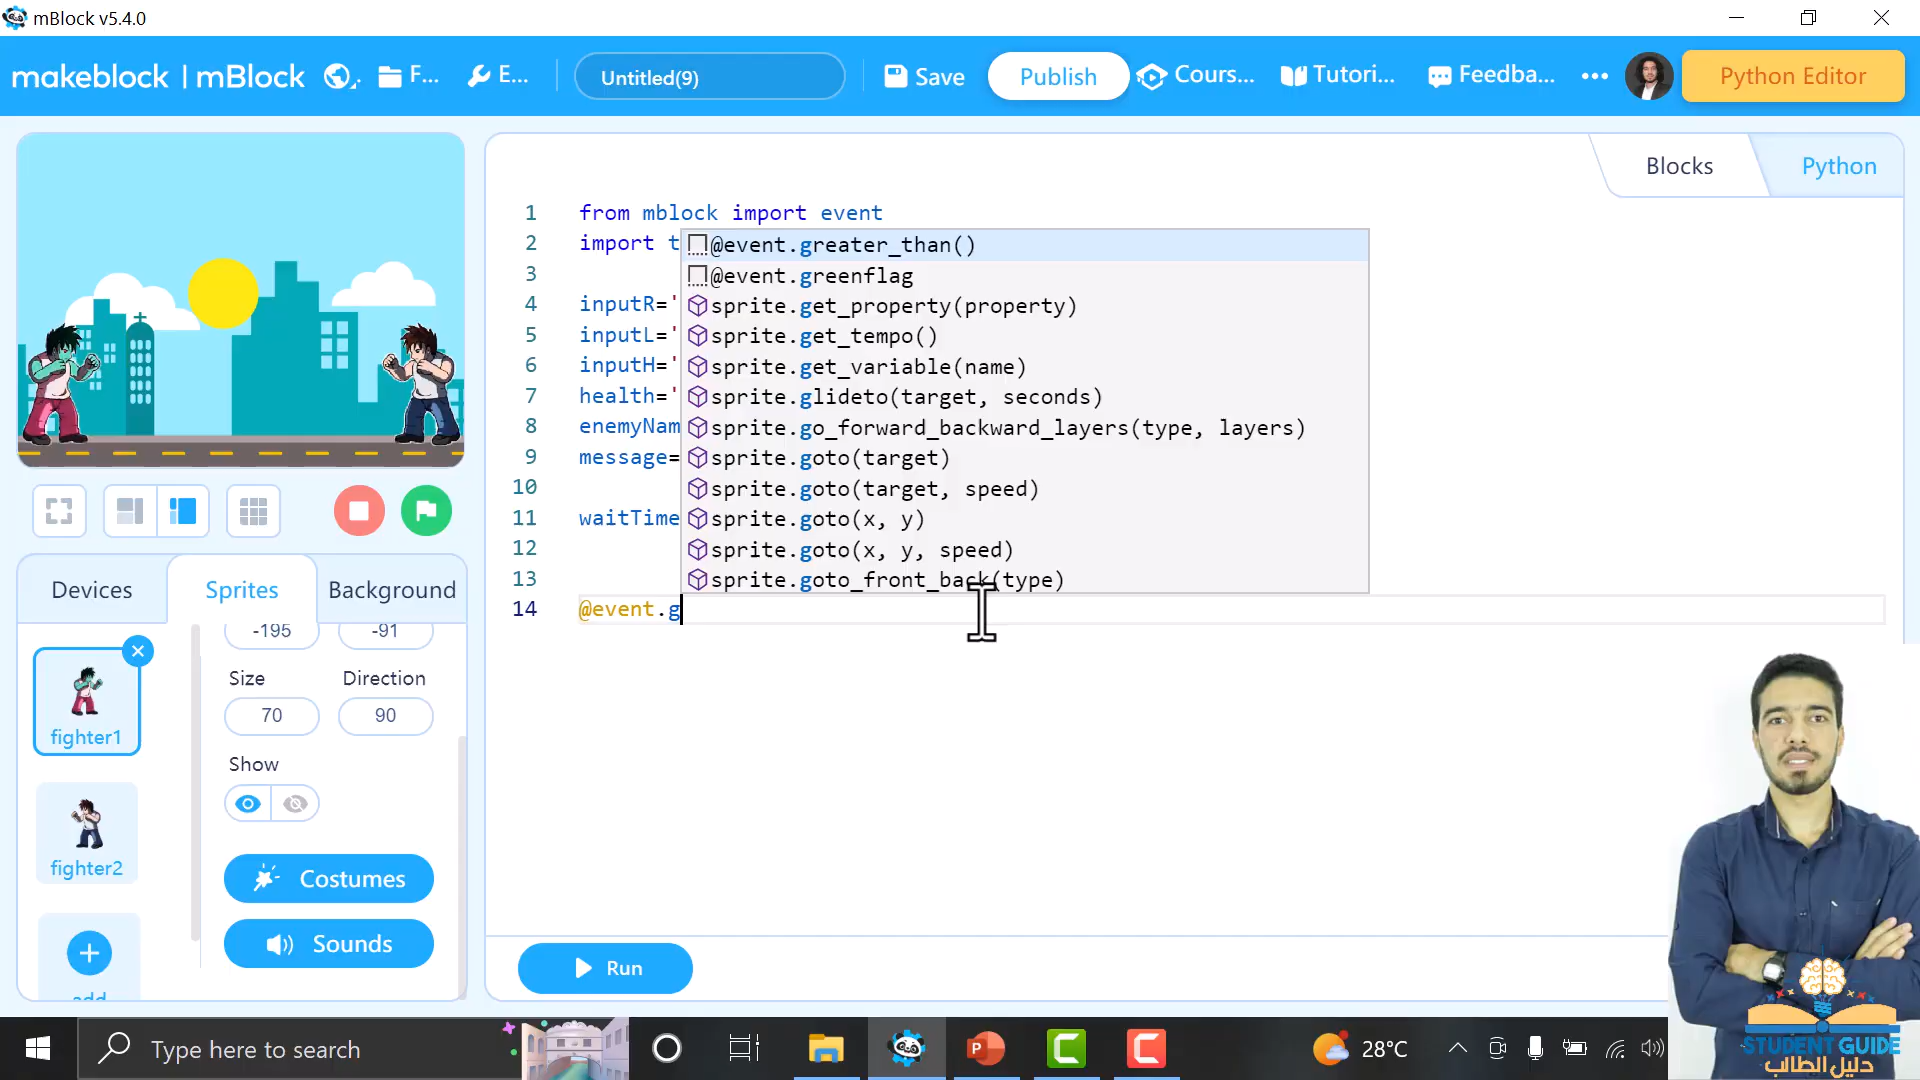 mBlock v5.4.0
makeblock | mBlock
F...
E...
Untitled(9)
Save
Publish
Cours...
Tutori...
Feedba...
Python Editor
Blocks
Python
1 from mblock import event
2 import t
3
4 inputR='
5 inputL='
6 inputH='
7 health='
8 enemyNam
9 message=
10
11 waitTime
12
13
14 @event.g
@event.greater_than()
@event.greenflag
sprite.get_property(property)
sprite.get_tempo()
sprite.get_variable(name)
sprite.glideto(target, seconds)
sprite.go_forward_backward_layers(type, layers)
sprite.goto(target)
sprite.goto(target, speed)
sprite.goto(x, y)
sprite.goto(x, y, speed)
sprite.goto_front_back(type)
Devices
Sprites
Background
-195
-91
Size
Direction
70
90
Show
fighter1
fighter2
add
Costumes
Sounds
Run
STUDENT GUIDE
دليل الطالب
Type here to search
28°C